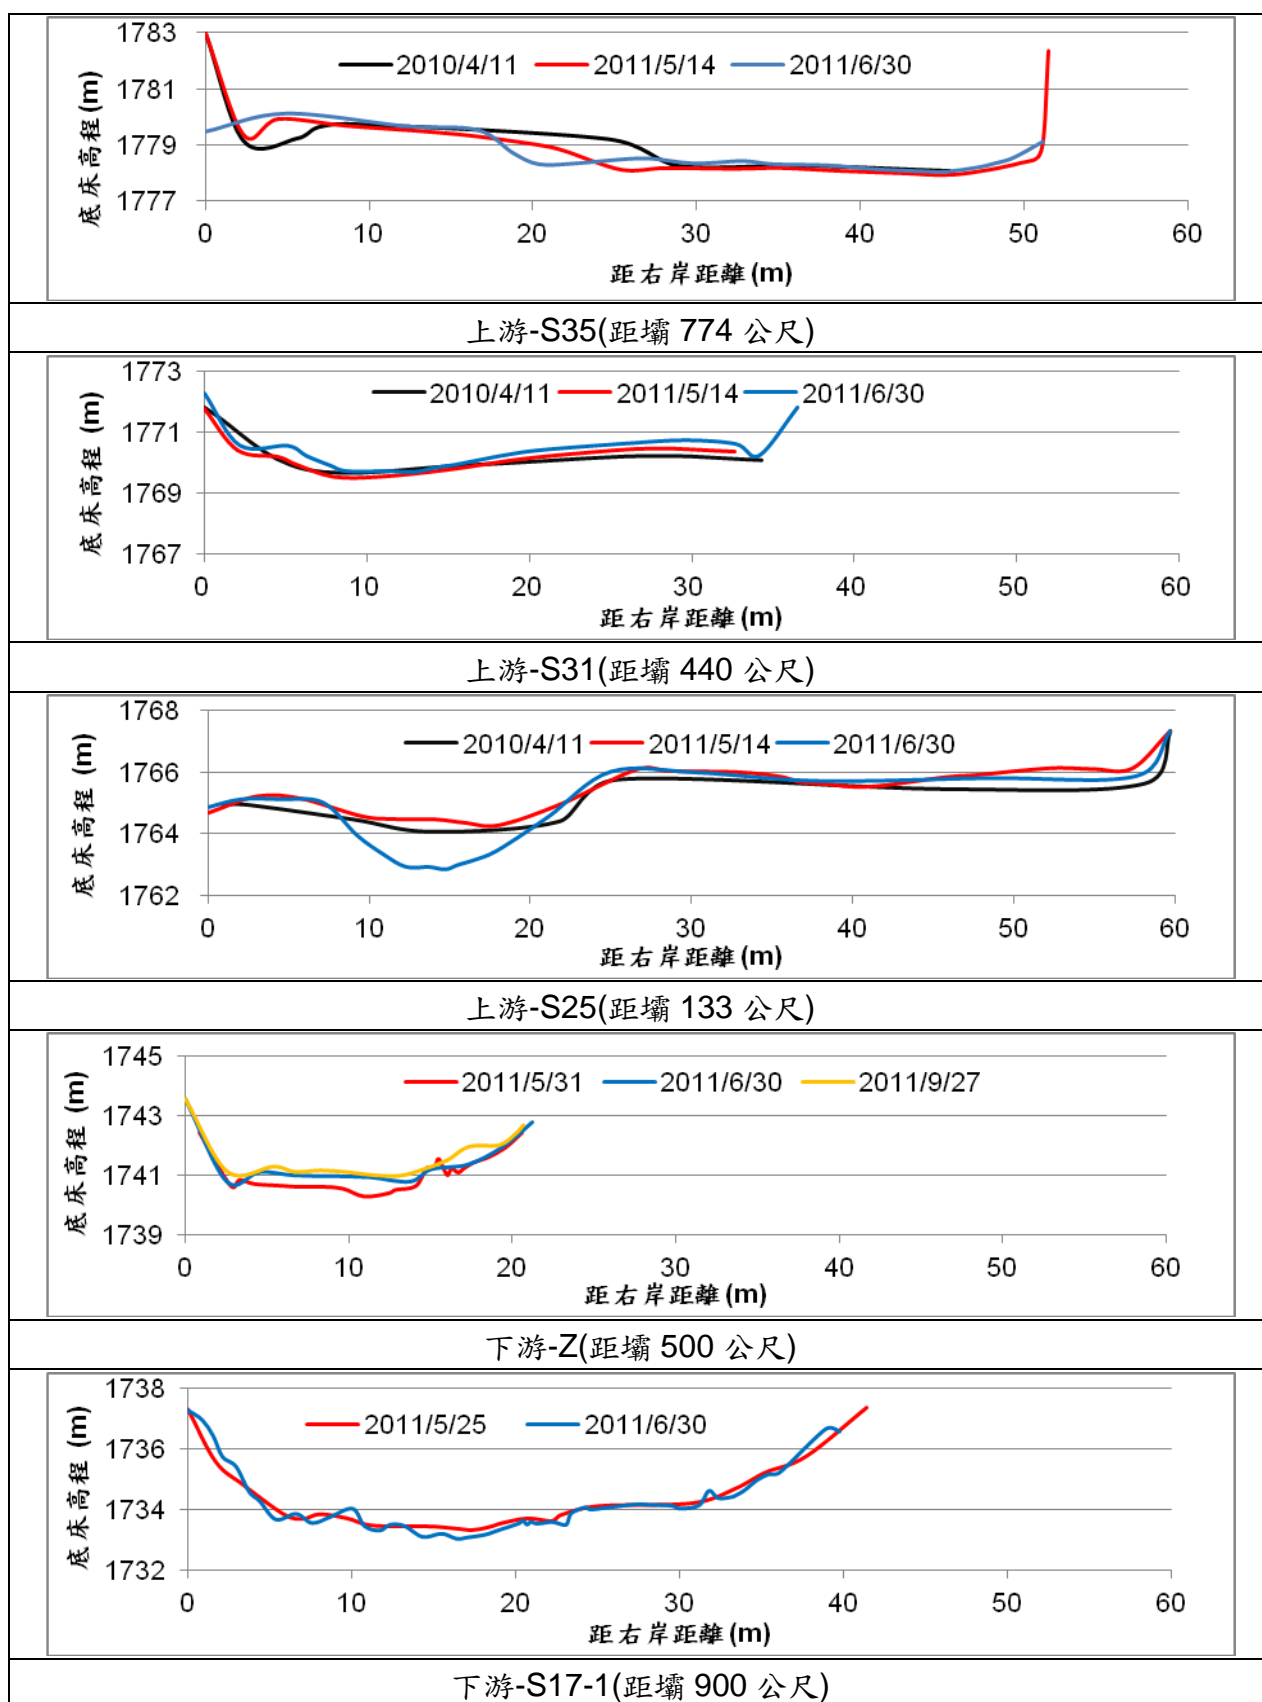 1783
1781
1779
1777
底床高程(m)
2010/4/11 2011/5/14 2011/6/30
0 10 20 30 40 50 60
距右岸距離(m)
上游-S35(距壩 774 公尺)
1773
1771
1769
1767
底床高程 (m)
2010/4/11 2011/5/14 2011/6/30
0 10 20 30 40 50 60
距右岸距離(m)
上游-S31(距壩 440 公尺)
1768
1766
1764
1762
底床高程 (m)
2010/4/11 2011/5/14 2011/6/30
0 10 20 30 40 50 60
距右岸距離(m)
上游-S25(距壩 133 公尺)
1745
1743
1741
1739
底床高程 (m)
2011/5/31 2011/6/30 2011/9/27
0 10 20 30 40 50 60
距右岸距離(m)
下游-Z(距壩 500 公尺)
1738
1736
1734
1732
底床高程 (m)
2011/5/25 2011/6/30
0 10 20 30 40 50 60
距右岸距離(m)
下游-S17-1(距壩 900 公尺)